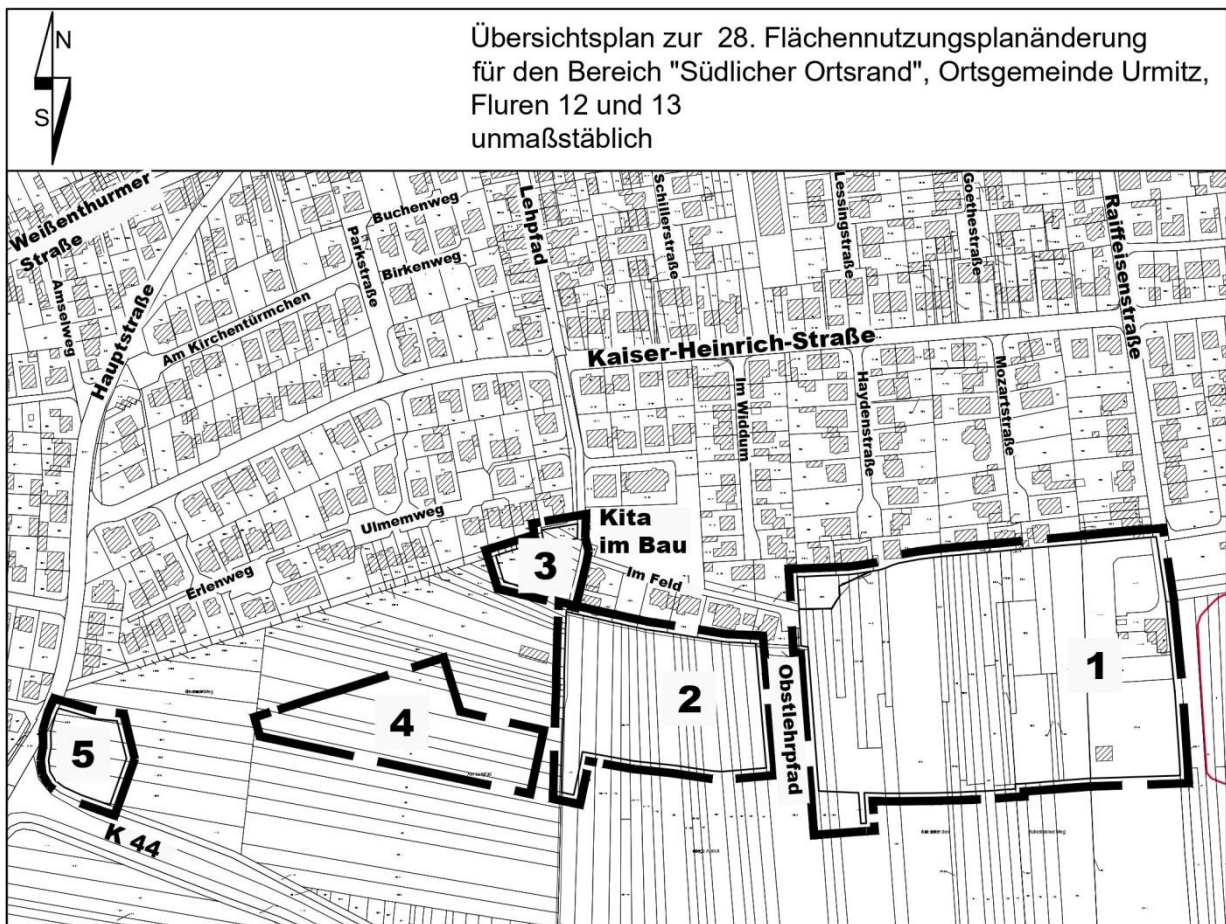 N
S
Übersichtsplan zur 28. Flächennutzungsplanänderung
für den Bereich "Südlicher Ortsrand", Ortsgemeinde Urmitz,
Fluren 12 und 13
unmaßstäblich
Weißenthurmer
Straße
Amselweg
Hauptstraße
Am Kirchentürmchen
Parkstraße
Buchenweg
Birkenweg
Lehpfad
Schillerstraße
Lessingstraße
Goethestraße
Raiffeisenstraße
Kaiser-Heinrich-Straße
Im Widdum
Haydenstraße
Mozartstraße
Ulmemweg
Erlenweg
Kita
im Bau
Im Feld
Obstlehrpfad
3
1
2
4
5
K 44